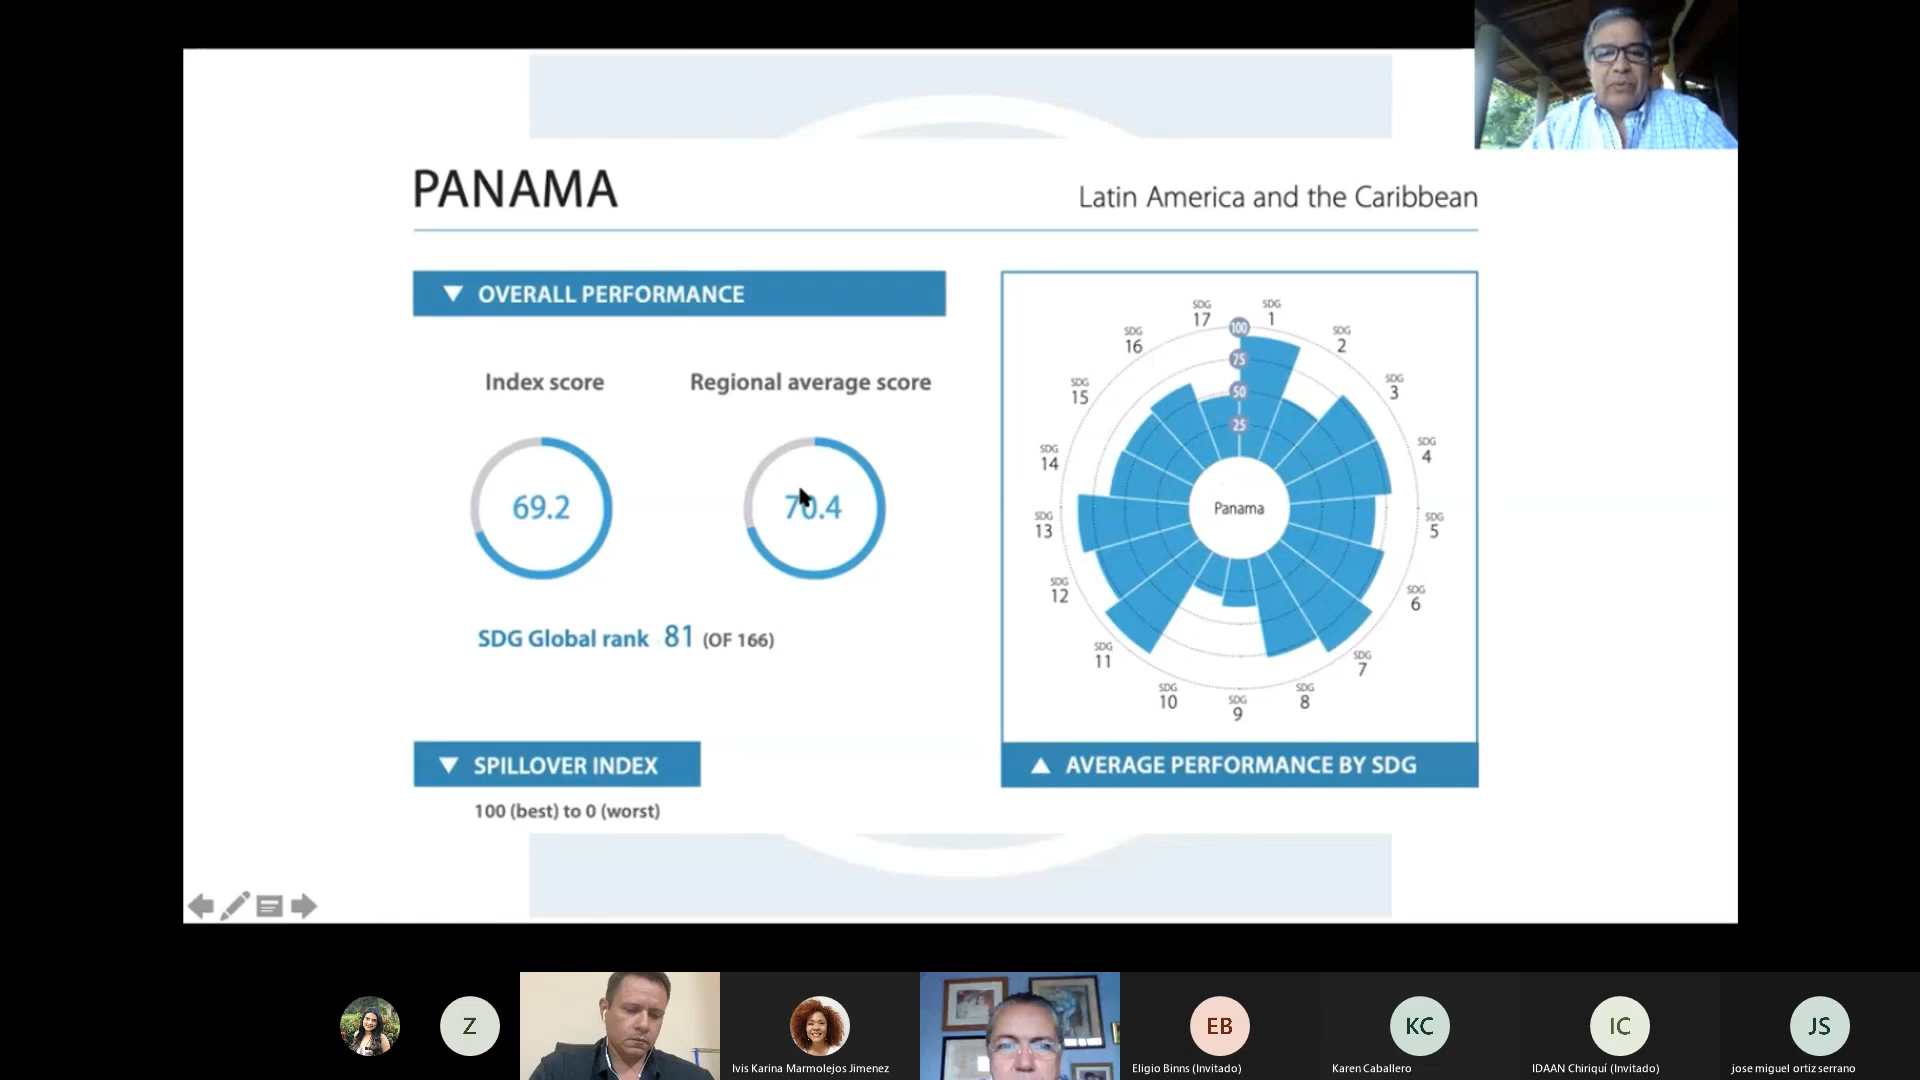 PANAMA
Latin America and the Caribbean
▼ OVERALL PERFORMANCE
Index score
Regional average score
69.2
70.4
SDG Global rank 81 (OF 166)
▼ SPILLOVER INDEX
100 (best) to 0 (worst)
SDG 1
SDG 2
SDG 3
SDG 4
SDG 5
SDG 6
SDG 7
SDG 8
SDG 9
SDG 10
SDG 11
SDG 12
SDG 13
SDG 14
SDG 15
SDG 16
SDG 17
100
75
50
25
Panama
▲ AVERAGE PERFORMANCE BY SDG
Z
Ivis Karina Marmolejos Jimenez
EB
Eligio Binns (Invitado)
KC
Karen Caballero
IC
IDAAN Chiriquí (Invitado)
JS
jose miguel ortiz serrano